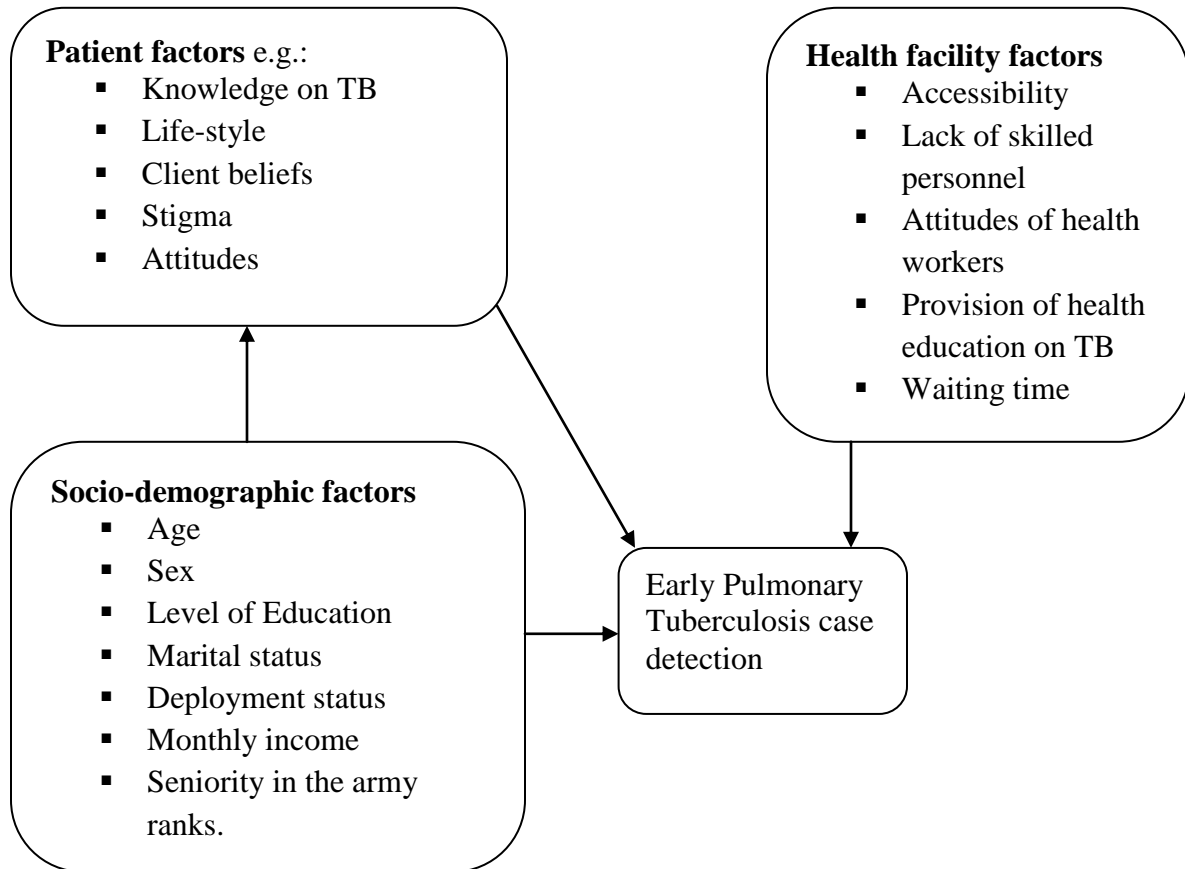 Patient factors e.g.:
▪ Knowledge on TB
▪ Life-style
▪ Client beliefs
▪ Stigma
▪ Attitudes
Health facility factors
▪ Accessibility
▪ Lack of skilled
personnel
▪ Attitudes of health
workers
▪ Provision of health
education on TB
▪ Waiting time
Socio-demographic factors
▪ Age
▪ Sex
▪ Level of Education
▪ Marital status
▪ Deployment status
▪ Monthly income
▪ Seniority in the army
ranks.
Early Pulmonary
Tuberculosis case
detection